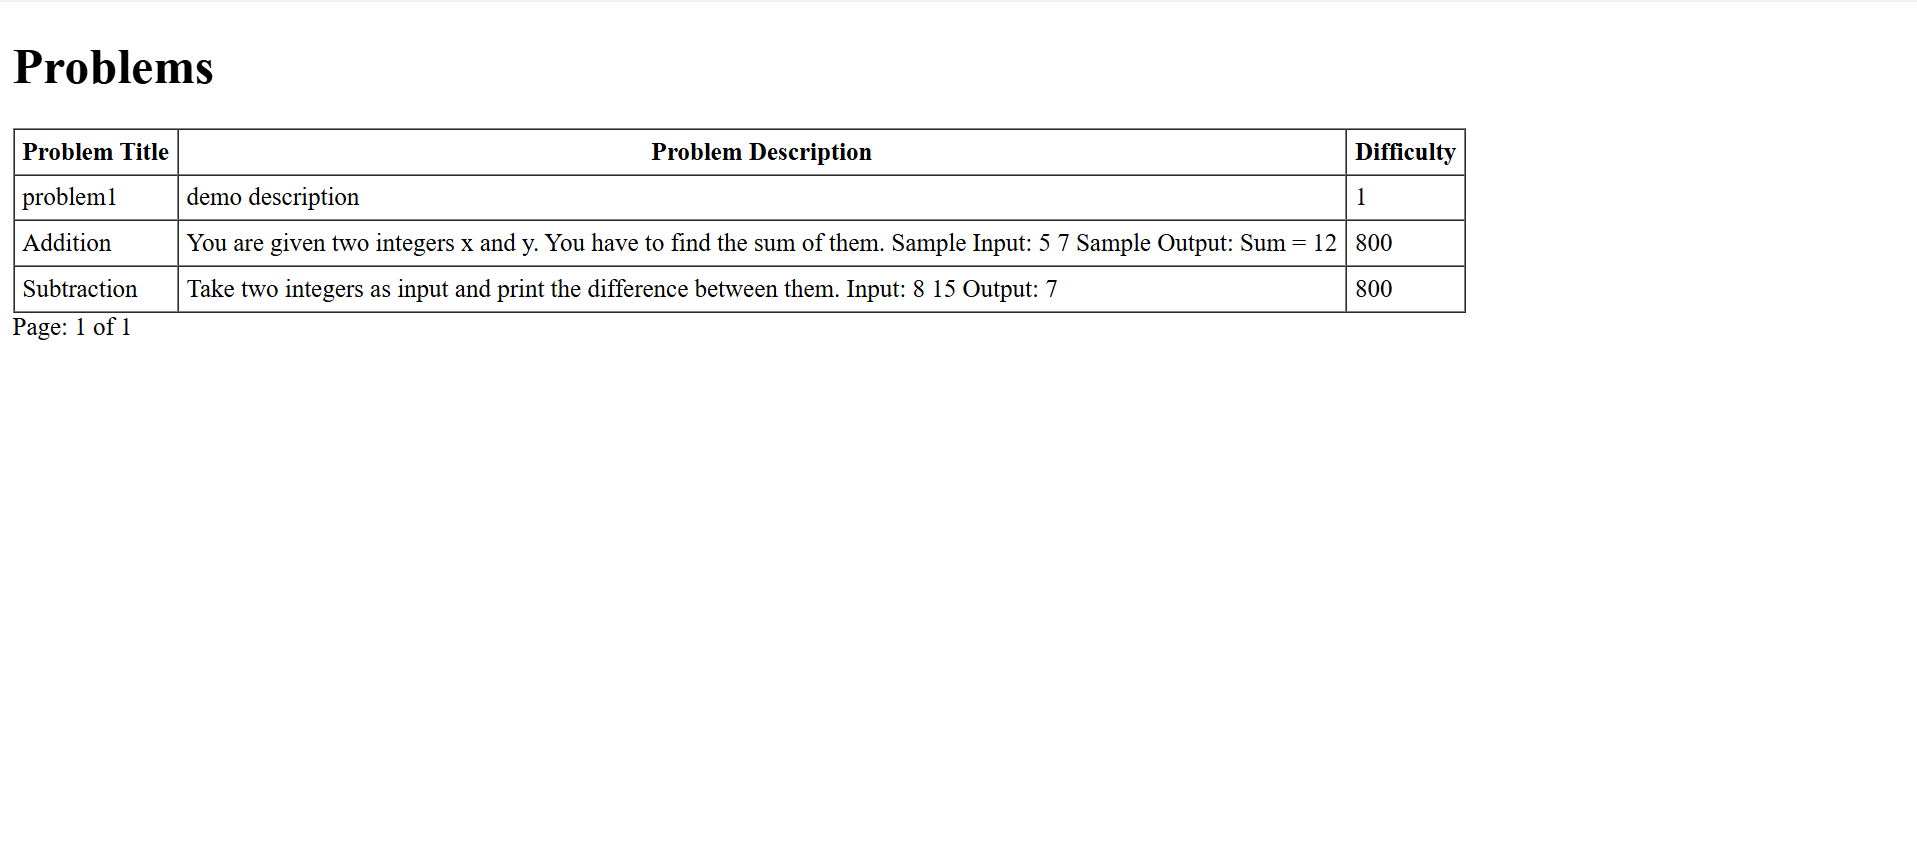 Problems
Problem Title Problem Description Difficulty
problem1 demo description 1
Addition You are given two integers x and y. You have to find the sum of them. Sample Input: 5 7 Sample Output: Sum = 12 800
Subtraction Take two integers as input and print the difference between them. Input: 8 15 Output: 7 800
Page: 1 of 1